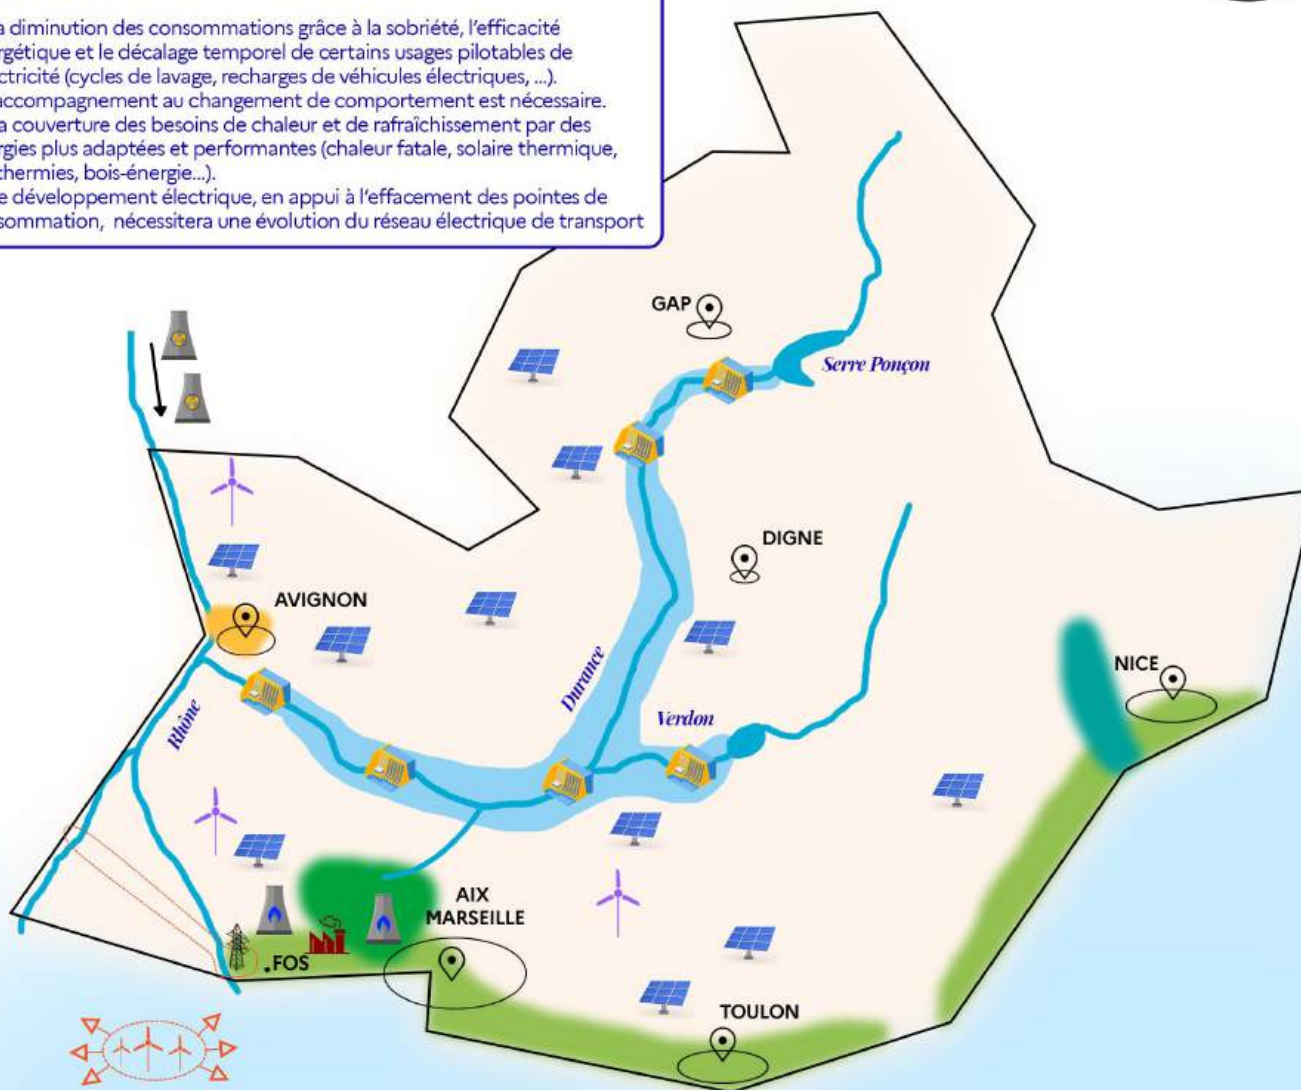 a diminution des consommations grâce à la sobriété, l'efficacité
rgétique et le décalage temporel de certains usages pilotables de
ctricité (cycles de lavage, recharges de véhicules électriques, ...).
accompagnement au changement de comportement est nécessaire.
a couverture des besoins de chaleur et de rafraîchissement par des
rgies plus adaptées et performantes (chaleur fatale, solaire thermique,
thermies, bois-énergie...).
e développement électrique, en appui à l'effacement des pointes de
sommation, nécessitera une évolution du réseau électrique de transport
GAP
Serre Ponçon
DIGNE
AVIGNON
NICE
Durance
Verdon
Rhône
AIX
MARSEILLE
.FOS
TOULON